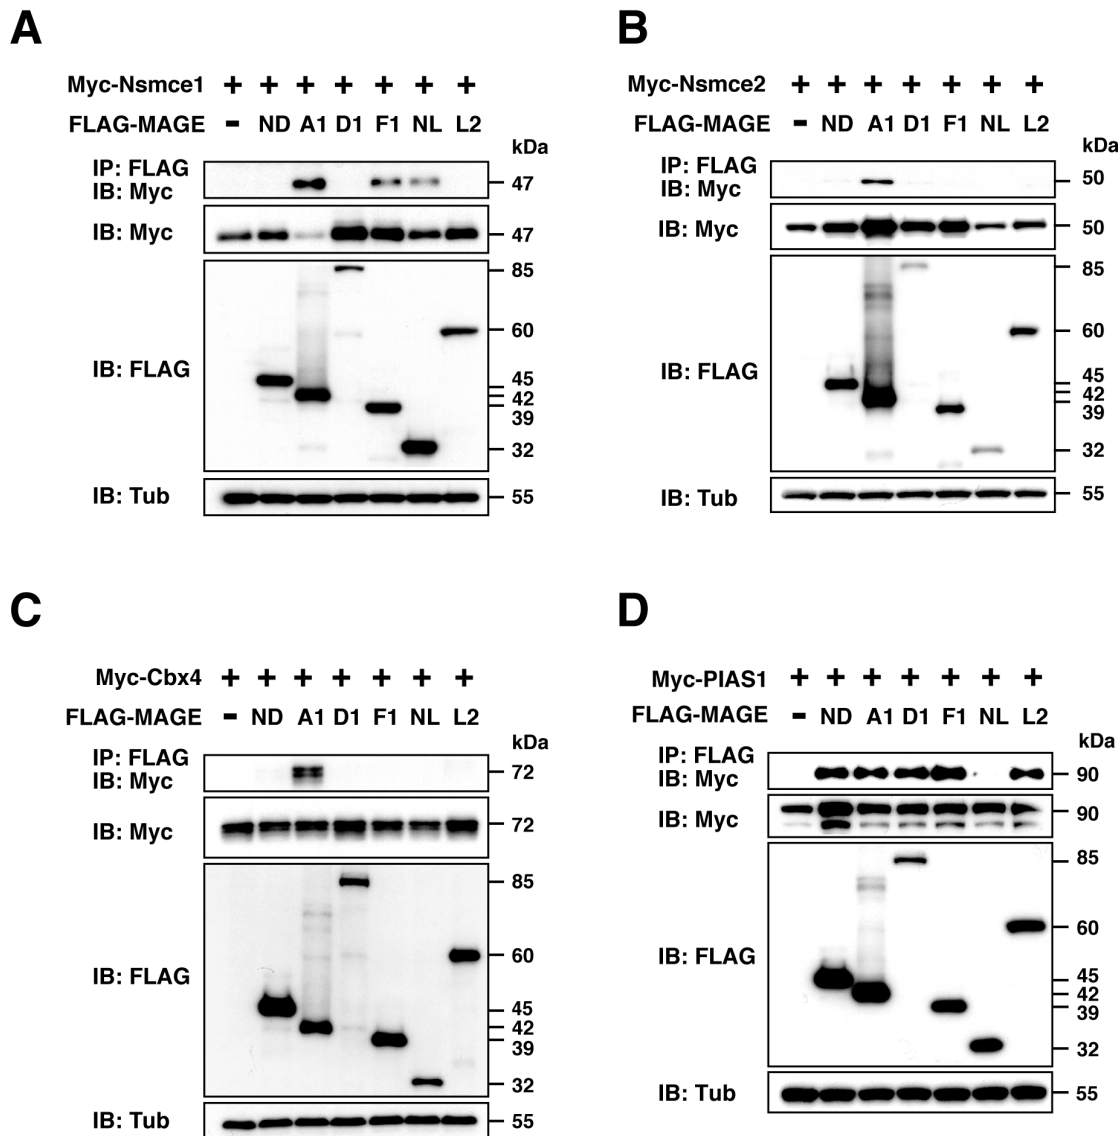 A
Myc-Nsmce1 + + + + + + +
FLAG-MAGE - ND A1 D1 F1 NL L2
kDa
IP: FLAG
IB: Myc
47
IB: Myc
47
IB: FLAG
85
60
45
42
39
32
IB: Tub
55
B
Myc-Nsmce2 + + + + + + +
FLAG-MAGE - ND A1 D1 F1 NL L2
kDa
IP: FLAG
IB: Myc
50
IB: Myc
50
IB: FLAG
85
60
45
42
39
32
IB: Tub
55
C
Myc-Cbx4 + + + + + + +
FLAG-MAGE - ND A1 D1 F1 NL L2
kDa
IP: FLAG
IB: Myc
72
IB: Myc
72
IB: FLAG
85
60
45
42
39
32
IB: Tub
55
D
Myc-PIAS1 + + + + + + +
FLAG-MAGE - ND A1 D1 F1 NL L2
kDa
IP: FLAG
IB: Myc
90
IB: Myc
90
IB: FLAG
85
60
45
42
39
32
IB: Tub
55